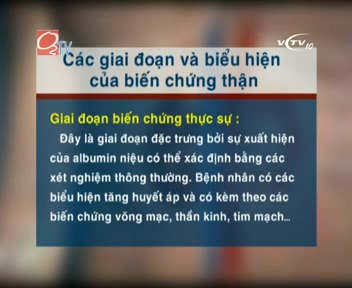 O2TV
VCTV10
Các giai đoạn và biểu hiện
của biến chứng thận
Giai đoạn biến chứng thực sự :
Đây là giai đoạn đặc trưng bởi sự xuất hiện
của albumin niệu có thể xác định bằng các
xét nghiệm thông thường. Bệnh nhân có các
biểu hiện tăng huyết áp và có kèm theo các
biến chứng võng mạc, thần kinh, tim mạch...